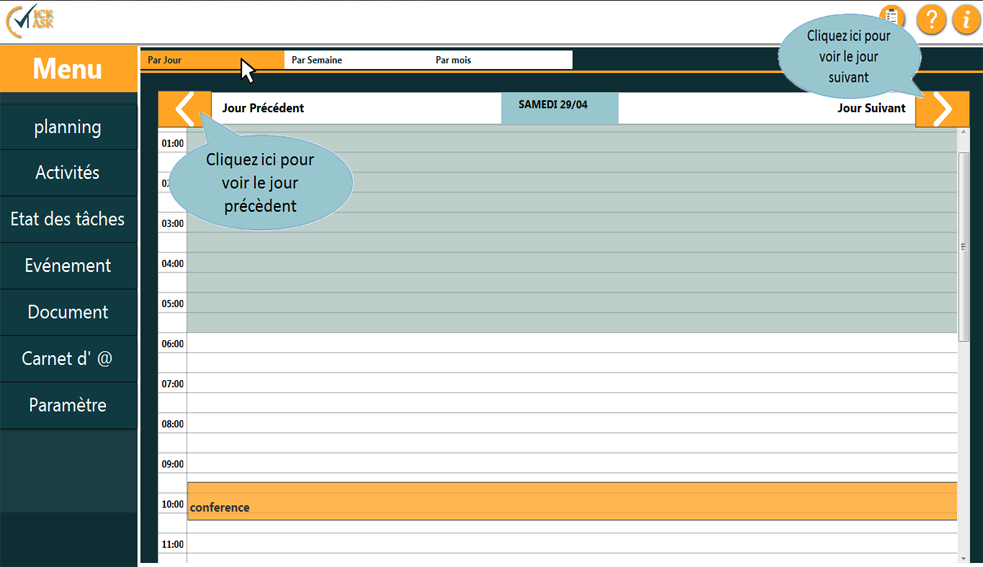 ICK
ASK
?
i
Menu
planning
Activités
Etat des tâches
Evénement
Document
Carnet d' @
Paramètre
Par Jour
Par Semaine
Par mois
Jour Précédent
SAMEDI 29/04
Jour Suivant
Cliquez ici pour
voir le jour
suivant
Cliquez ici pour
voir le jour
précèdent
01:00
03:00
04:00
05:00
06:00
07:00
08:00
09:00
10:00
conference
11:00